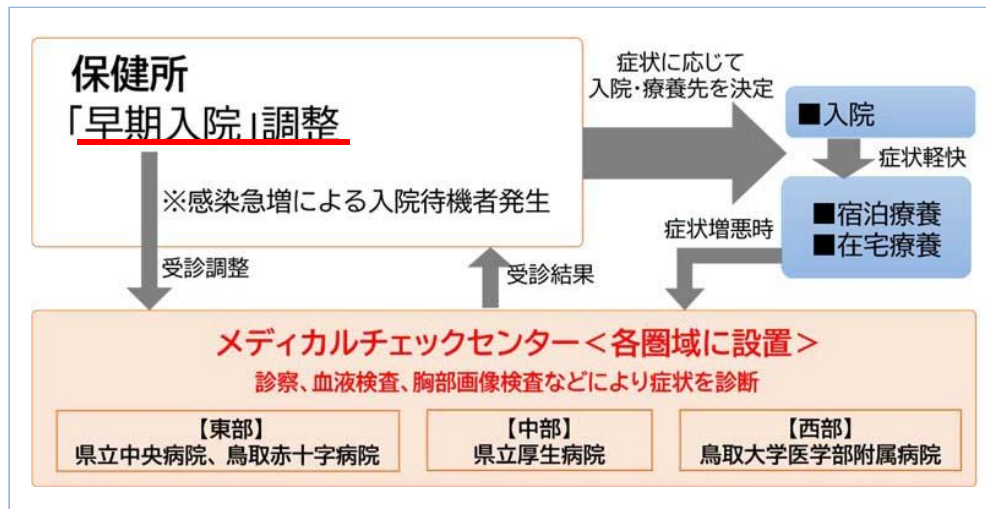 保健所
「早期入院」調整
※感染急増による入院待機者発生
症状に応じて
入院・療養先を決定
■入院
症状軽快
■宿泊療養
■在宅療養
症状増悪時
受診調整
受診結果
メディカルチェックセンター<各圏域に設置>
診察、血液検査、胸部画像検査などにより症状を診断
【東部】
県立中央病院、鳥取赤十字病院
【中部】
県立厚生病院
【西部】
鳥取大学医学部附属病院